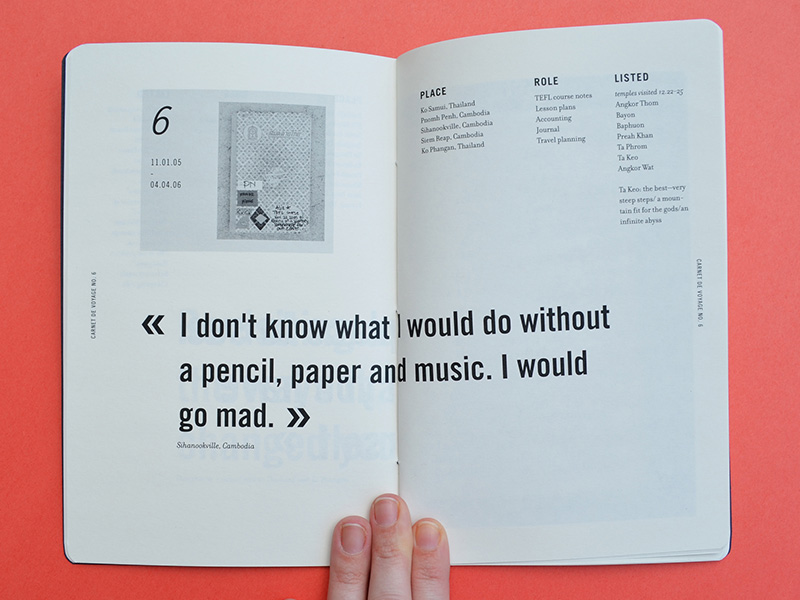 6
11.01.05
-
04.04.06
CARNET DE VOYAGE NO. 6
« I don't know what I would do without
a pencil, paper and music. I would
go mad. »
Sihanookville, Cambodia
PLACE
Ko Samui, Thailand
Pnomh Penh, Cambodia
Sihanookville, Cambodia
Siem Reap, Cambodia
Ko Phangan, Thailand
ROLE
TEFL course notes
Lesson plans
Accounting
Journal
Travel planning
LISTED
temples visited 12.22-25
Angkor Thom
Bayon
Baphuon
Preah Khan
Ta Phrom
Ta Keo
Angkor Wat
Ta Keo: the best—very
steep steps/ a moun-
tain fit for the gods/an
infinite abyss
CARNET DE VOYAGE NO. 6